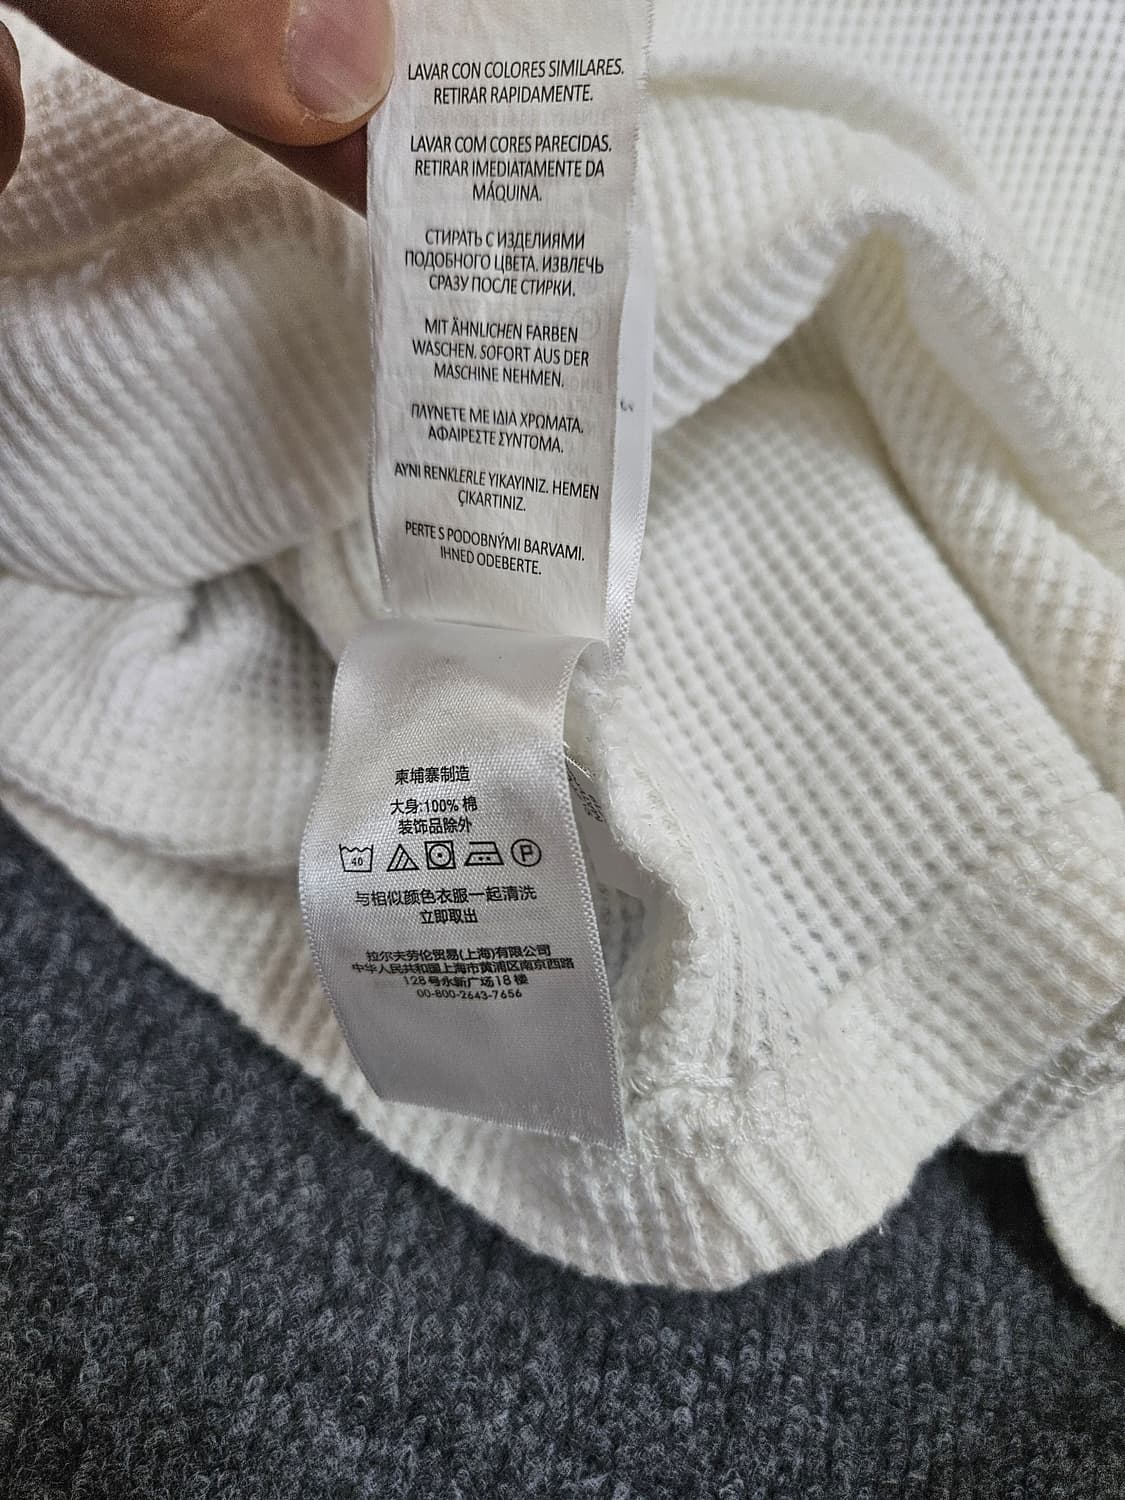 LAVAR CON COLORES SIMILARES.
RETIRAR RAPIDAMENTE.
LAVAR COM CORES PARECIDAS.
RETIRAR IMEDIATAMENTE DA
MÁQUINA.
СТИРАТЬ С ИЗДЕЛИЯМИ
ПОДОБНОГО ЦВЕТА. ИЗВЛЕЧЬ
СРАЗУ ПОСЛЕ СТИРКИ.
MIT ÄHNLICHEN FARBEN
WASCHEN. SOFORT AUS DER
MASCHINE NEHMEN.
ΠΛΥΝΕΤΕ ΜΕ ΙΔΙΑ ΧΡΩΜΑΤΑ.
ΑΦΑΙΡΕΣΤΕ ΣΥΝΤΟΜΑ.
AYNI RENKLERLE YIKAYINIZ. HEMEN
ÇIKARTINIZ.
PERTE S PODOBNÝMI BARVAMI.
IHNED ODEBERTE.
柬埔寨制造
大身:100% 棉
装饰品除外
40 P
与相似颜色衣服一起清洗
立即取出
拉尔夫劳伦贸易(上海)有限公司
中华人民共和国上海市黄浦区南京西路
128 号永新广场18 楼
00-800-2643-7656